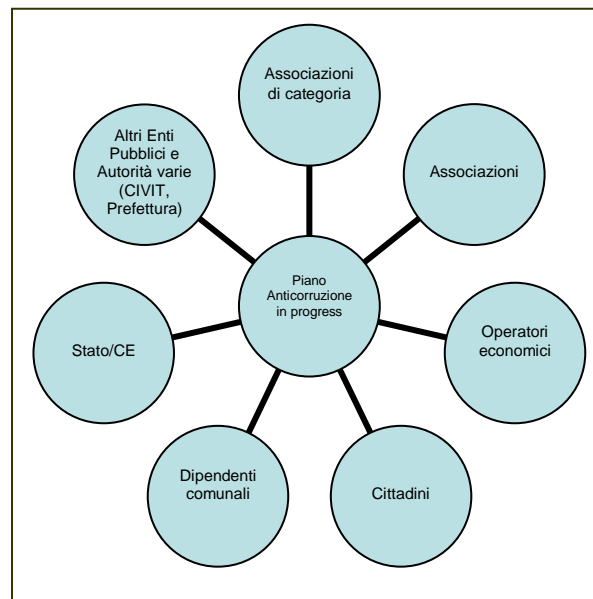 Associazioni
di categoria
Altri Enti
Pubblici e
Autorità varie
(CIVIT,
Prefettura)
Associazioni
Piano
Anticorruzione
in progress
Stato/CE
Operatori
economici
Dipendenti
comunali
Cittadini